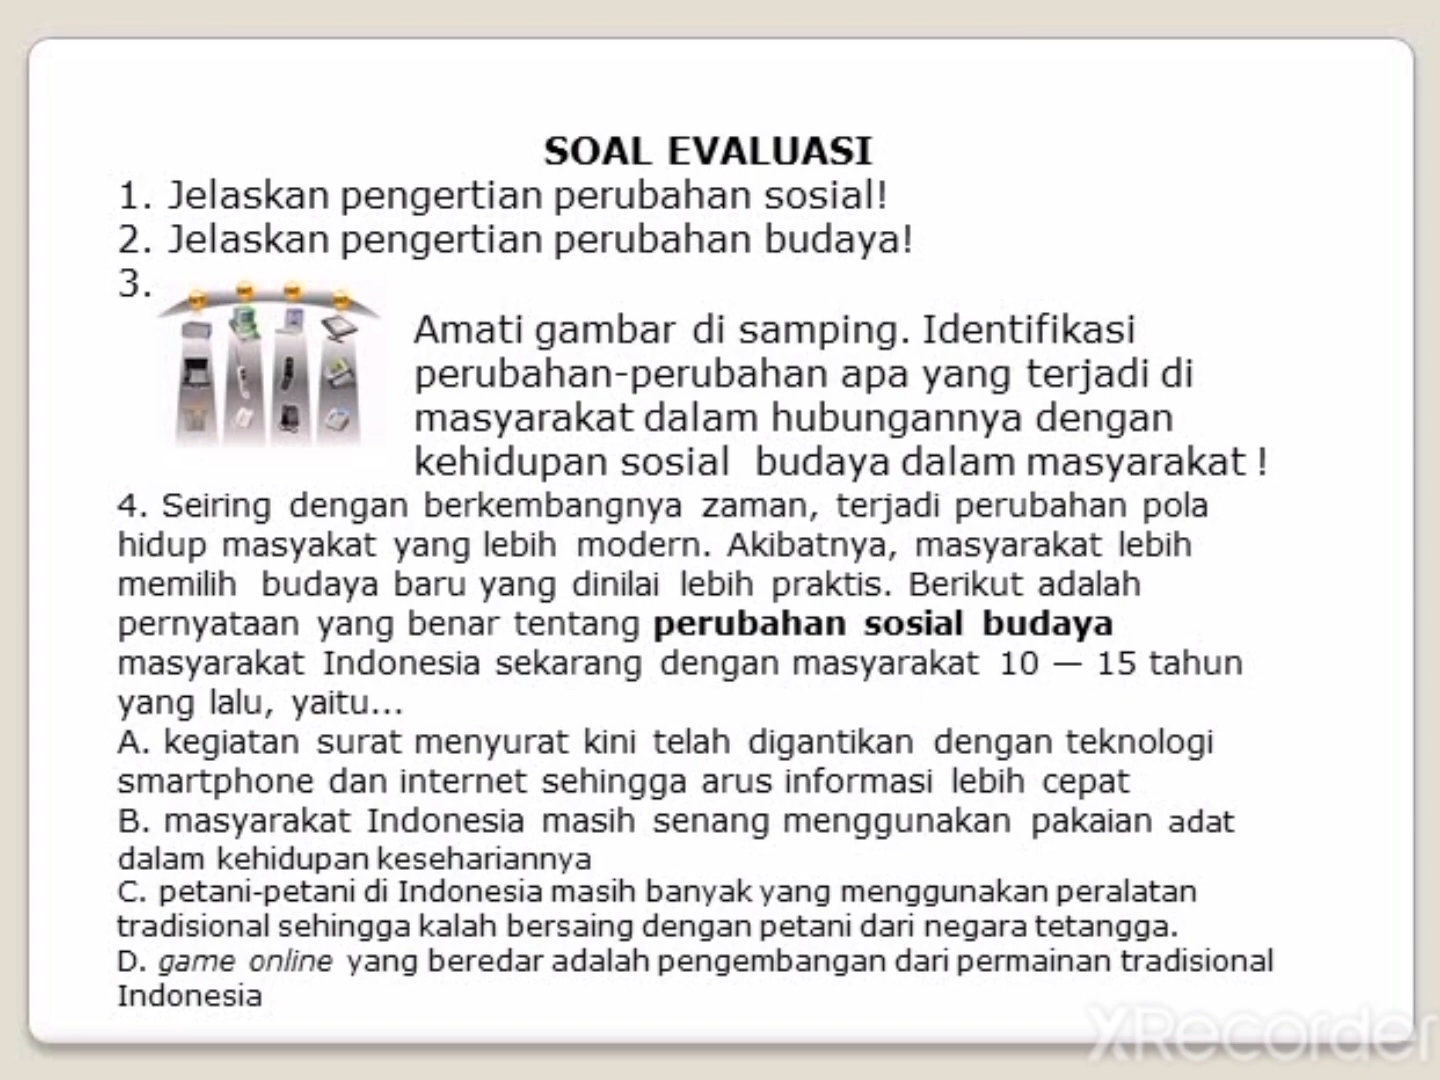 SOAL EVALUASI
1. Jelaskan pengertian perubahan sosial!
2. Jelaskan pengertian perubahan budaya!
3.
Amati gambar di samping. Identifikasi
perubahan-perubahan apa yang terjadi di
masyarakat dalam hubungannya dengan
kehidupan sosial budaya dalam masyarakat !
4. Seiring dengan berkembangnya zaman, terjadi perubahan pola
hidup masyakat yang lebih modern. Akibatnya, masyarakat lebih
memilih budaya baru yang dinilai lebih praktis. Berikut adalah
pernyataan yang benar tentang perubahan sosial budaya
masyarakat Indonesia sekarang dengan masyarakat 10 — 15 tahun
yang lalu, yaitu...
A. kegiatan surat menyurat kini telah digantikan dengan teknologi
smartphone dan internet sehingga arus informasi lebih cepat
B. masyarakat Indonesia masih senang menggunakan pakaian adat
dalam kehidupan kesehariannya
C. petani-petani di Indonesia masih banyak yang menggunakan peralatan
tradisional sehingga kalah bersaing dengan petani dari negara tetangga.
D. game online yang beredar adalah pengembangan dari permainan tradisional
Indonesia
XRecorder